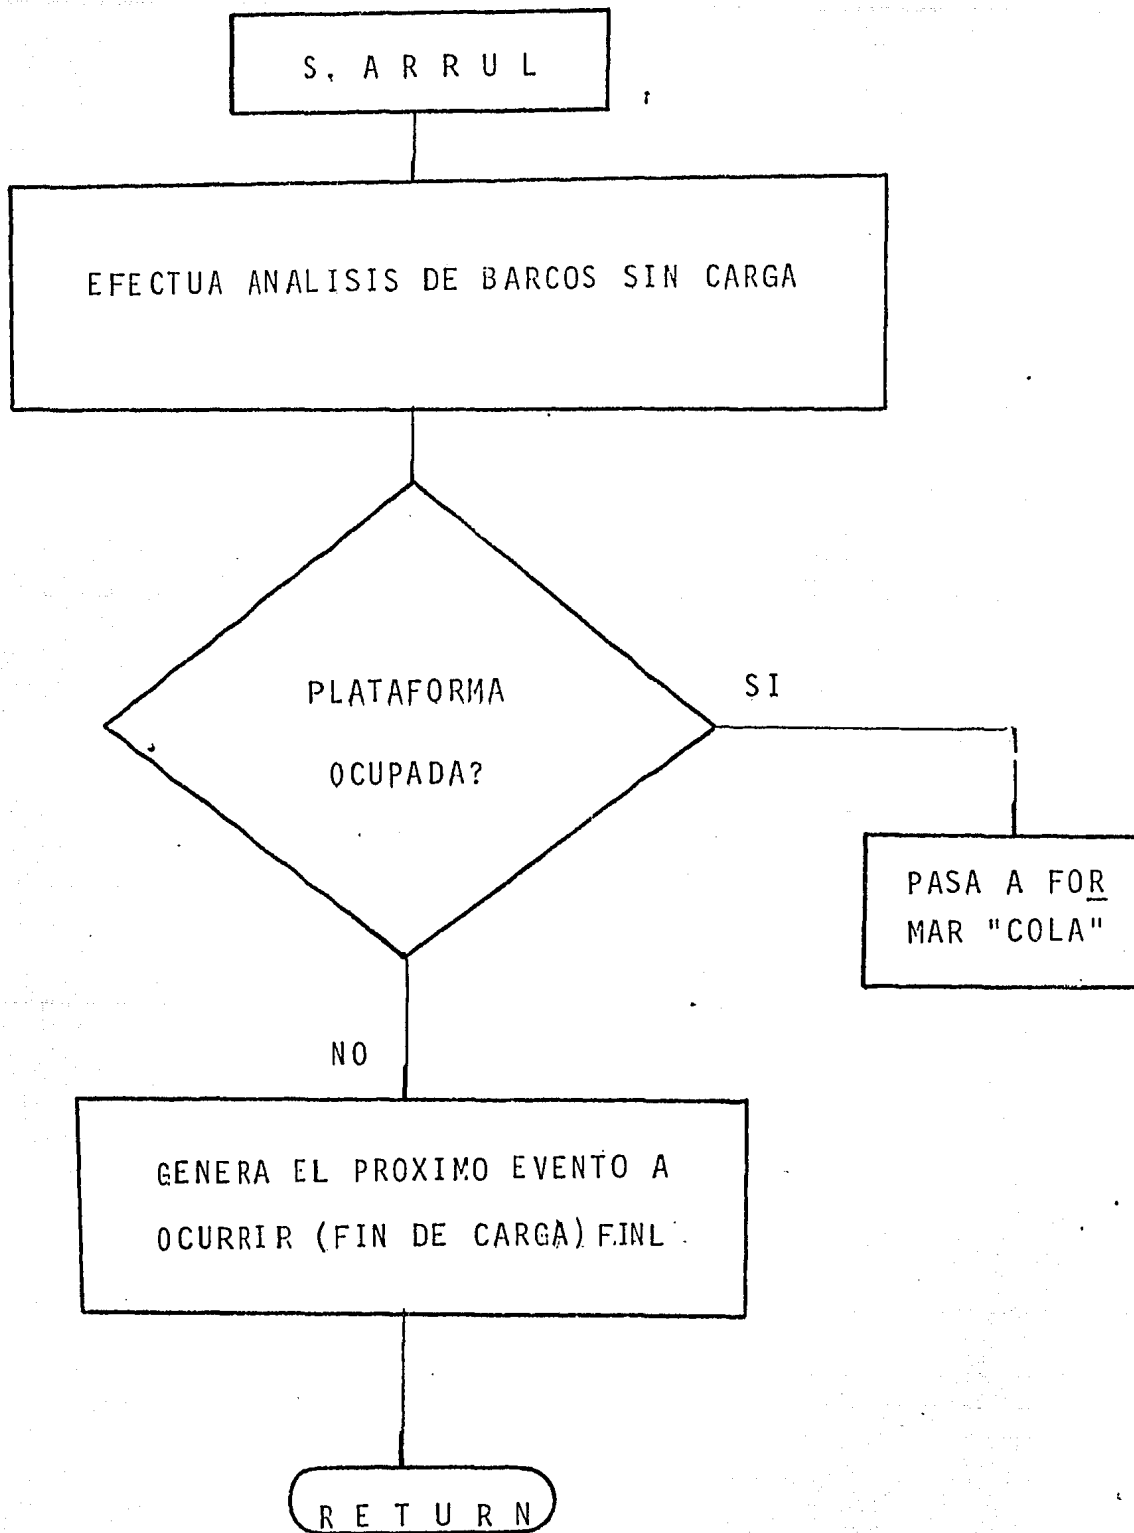 S. A R R U L
EFECTUA ANALISIS DE BARCOS SIN CARGA
PLATAFORMA
OCUPADA?
SI
PASA A FOR
MAR "COLA"
NO
GENERA EL PROXIMO EVENTO A
OCURRIR (FIN DE CARGA) FINL
R E T U R N